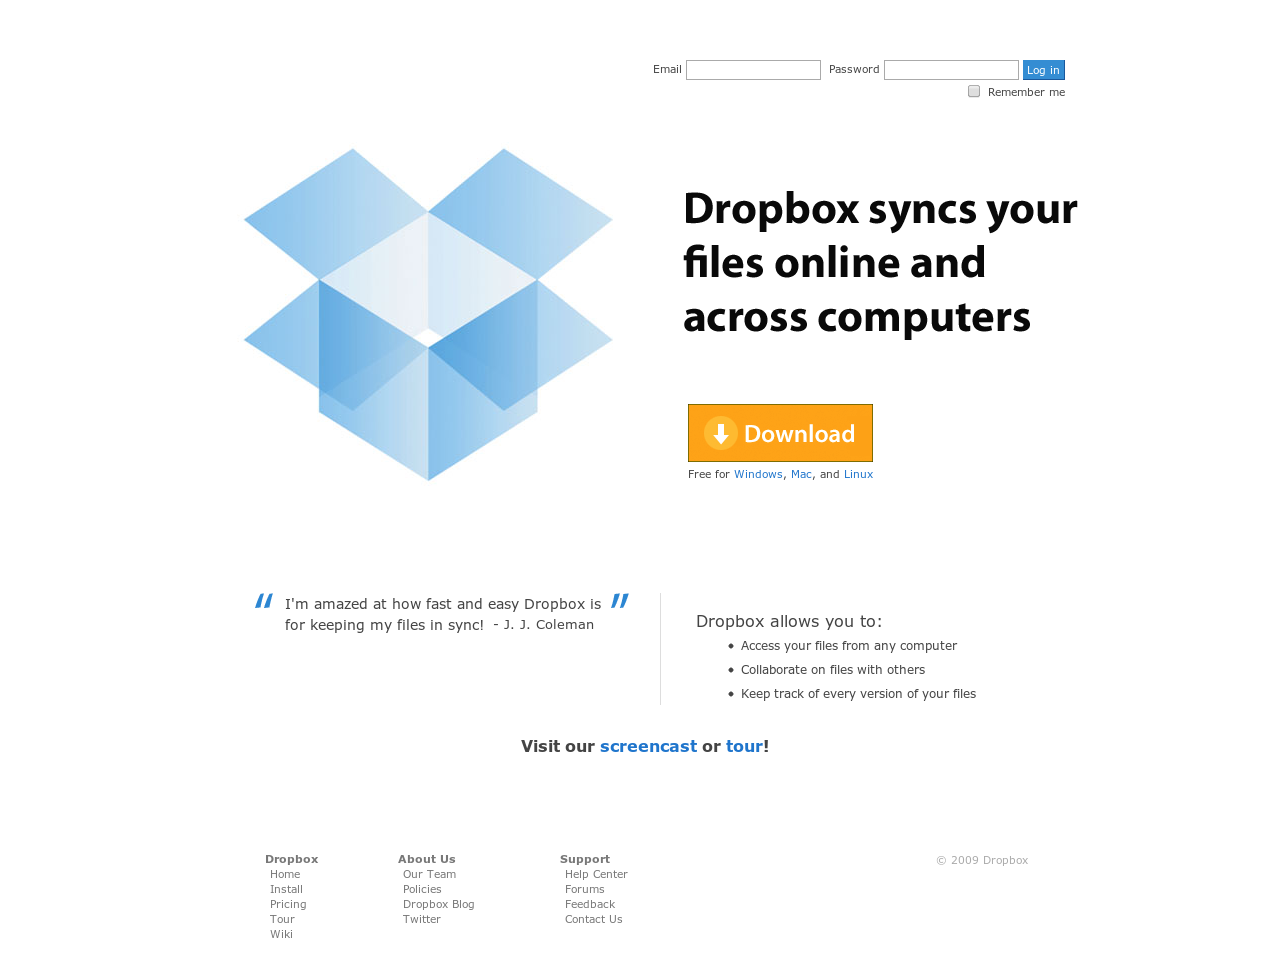 Email Password Log in
Remember me
Dropbox syncs your
files online and
across computers
Download
Free for Windows, Mac, and Linux
“ I'm amazed at how fast and easy Dropbox is ”
for keeping my files in sync! - J. J. Coleman
Dropbox allows you to:
• Access your files from any computer
• Collaborate on files with others
• Keep track of every version of your files
Visit our screencast or tour!
Dropbox
Home
Install
Pricing
Tour
Wiki
About Us
Our Team
Policies
Dropbox Blog
Twitter
Support
Help Center
Forums
Feedback
Contact Us
© 2009 Dropbox